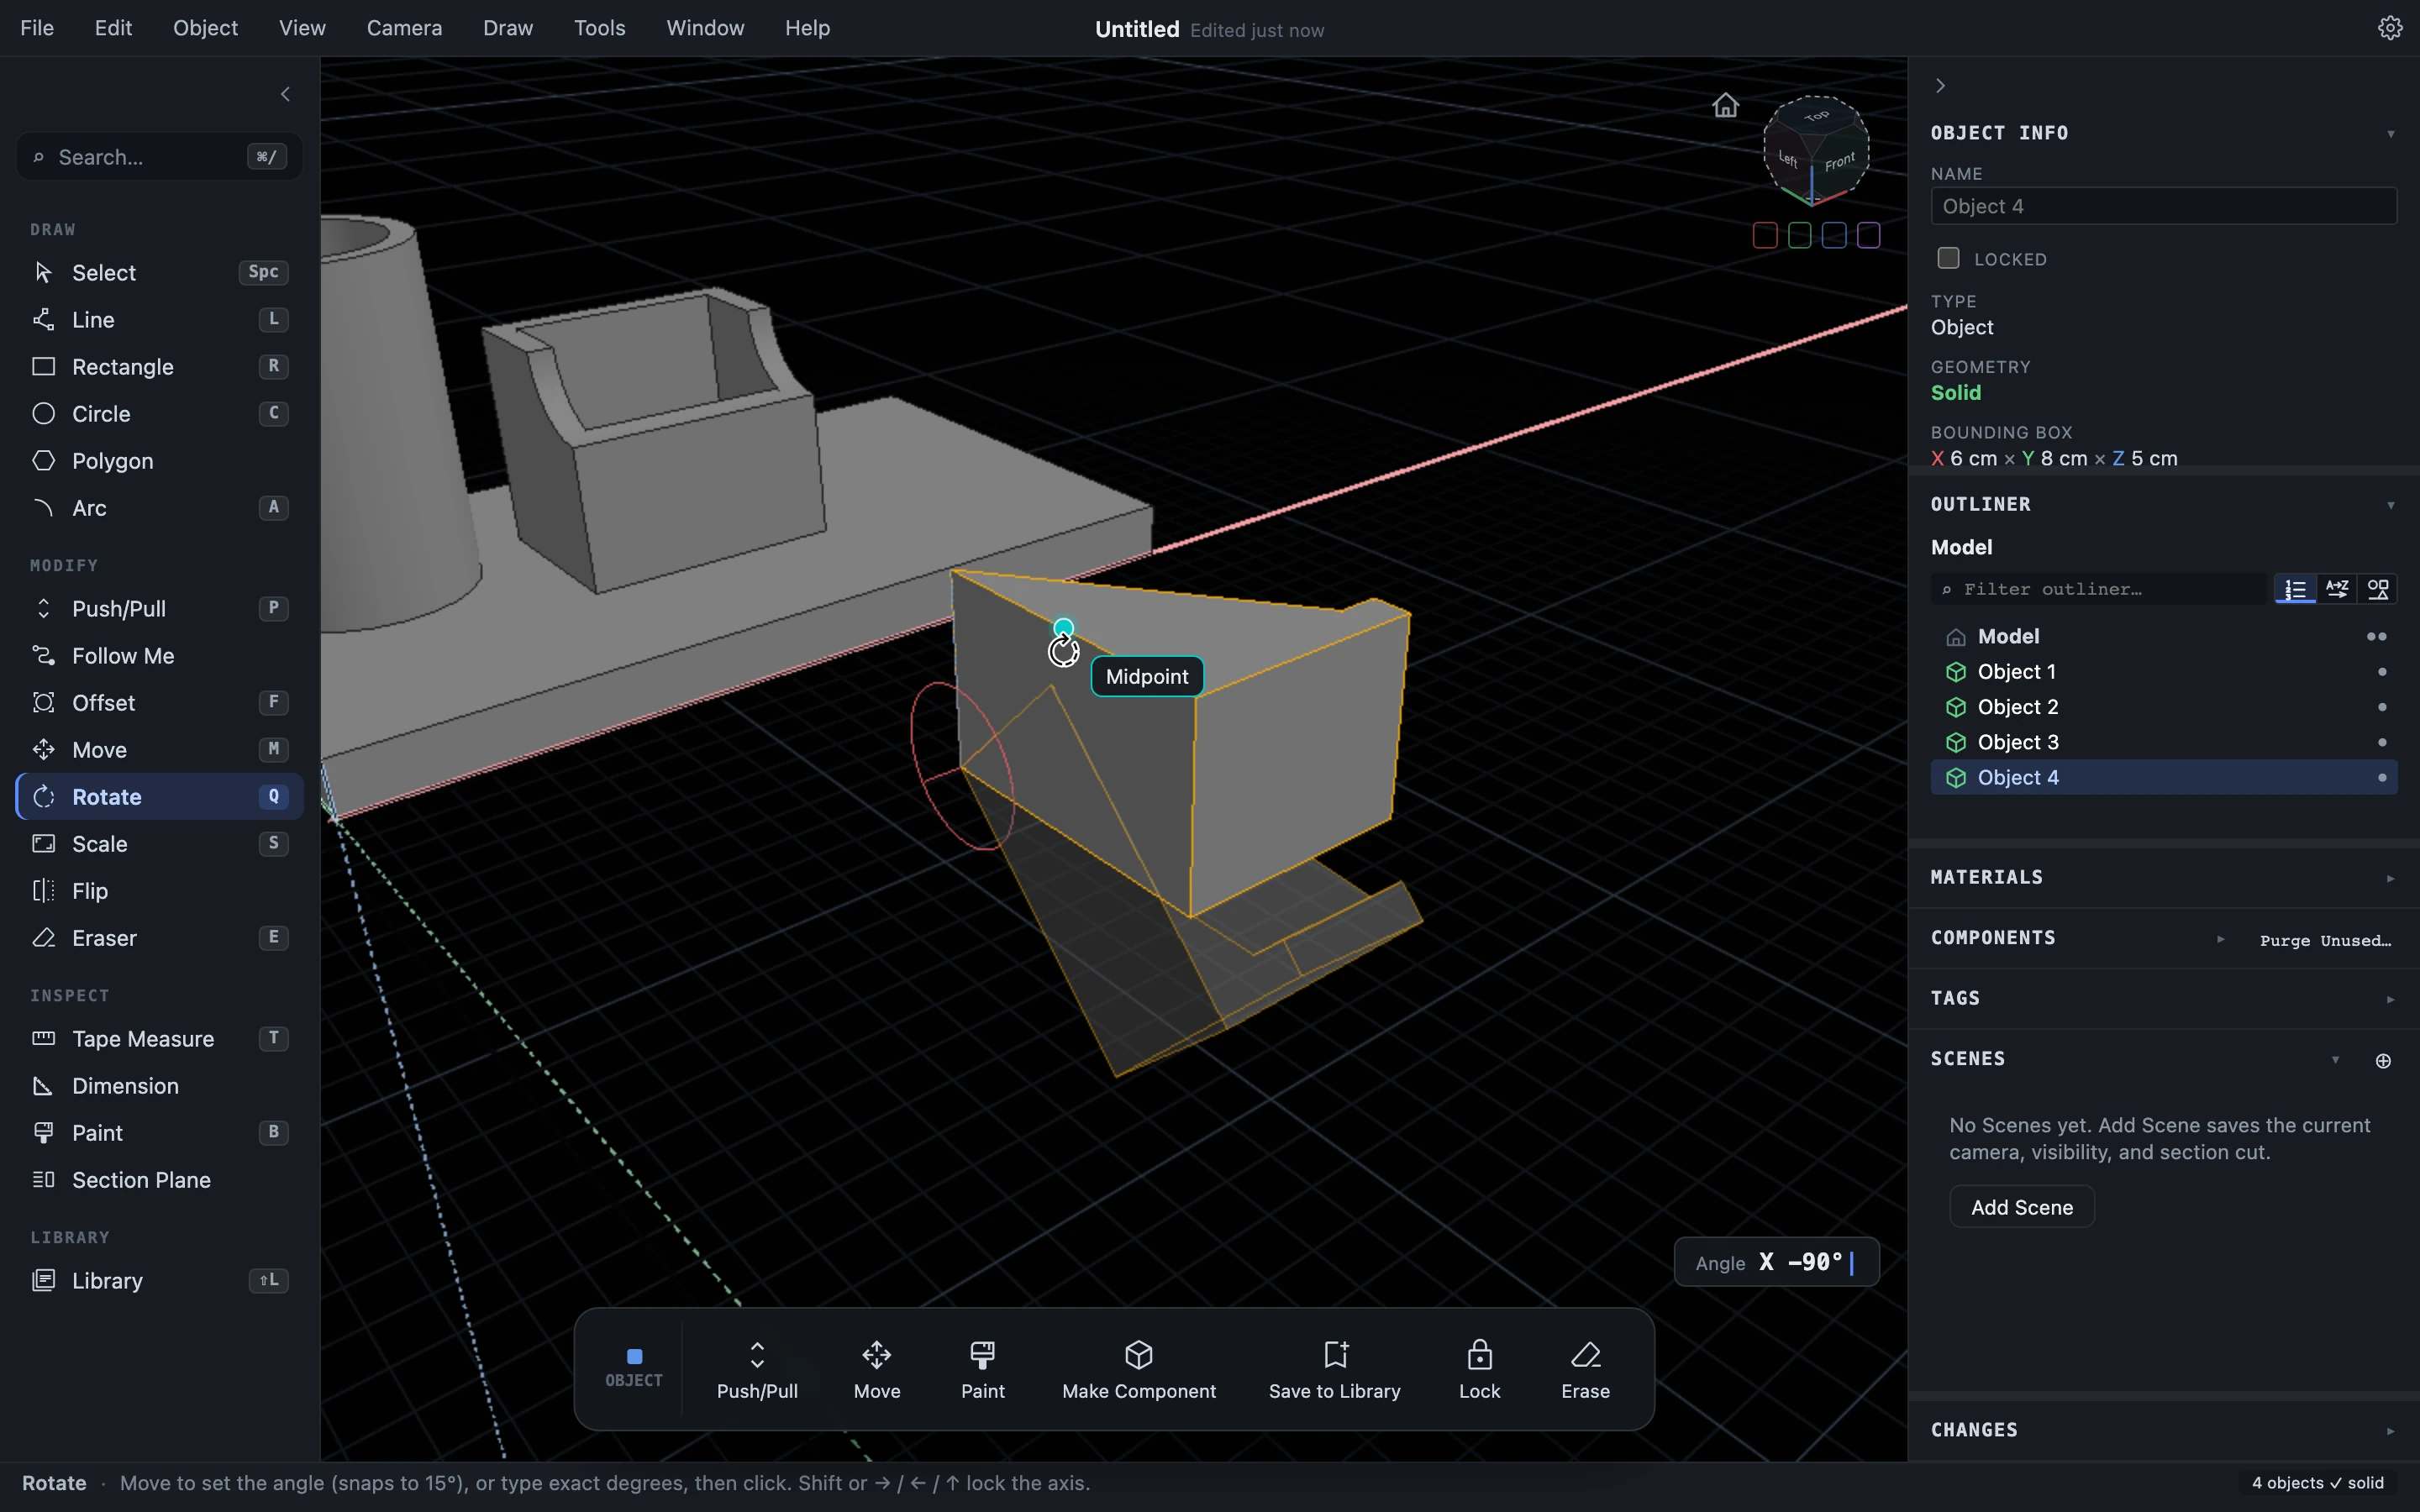 File Edit Object View Camera Draw Tools Window Help
Untitled Edited just now
Search... ⌘/
DRAW
Select Spc
Line L
Rectangle R
Circle C
Polygon
Arc A
MODIFY
Push/Pull P
Follow Me
Offset F
Move M
Rotate Q
Scale S
Flip
Eraser E
INSPECT
Tape Measure T
Dimension
Paint B
Section Plane
LIBRARY
Library ⇧L
Top
Left
Front
Midpoint
Angle X −90°
OBJECT
Push/Pull
Move
Paint
Make Component
Save to Library
Lock
Erase
OBJECT INFO
NAME
Object 4
LOCKED
TYPE
Object
GEOMETRY
Solid
BOUNDING BOX
X 6 cm × Y 8 cm × Z 5 cm
OUTLINER
Model
Filter outliner…
Model
Object 1
Object 2
Object 3
Object 4
MATERIALS
COMPONENTS Purge Unused…
TAGS
SCENES
No Scenes yet. Add Scene saves the current
camera, visibility, and section cut.
Add Scene
CHANGES
Rotate · Move to set the angle (snaps to 15°), or type exact degrees, then click. Shift or → / ← / ↑ lock the axis.
4 objects ✓ solid